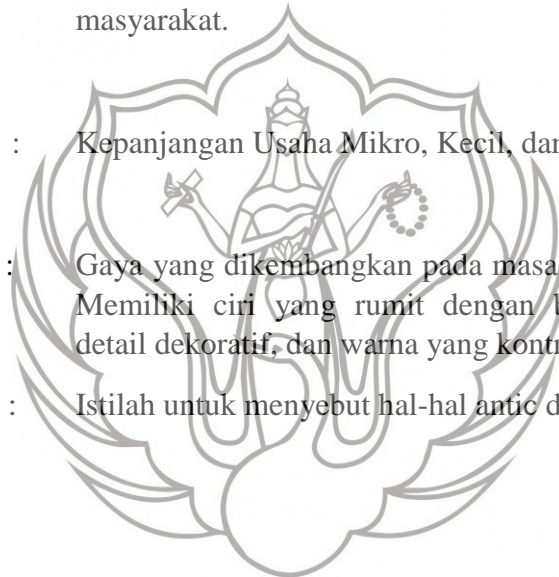 masyarakat.
: Kepanjangan Usaha Mikro, Kecil, dan
: Gaya yang dikembangkan pada masa
Memiliki ciri yang rumit dengan
detail dekoratif, dan warna yang
: Istilah untuk menyebut hal-hal antic